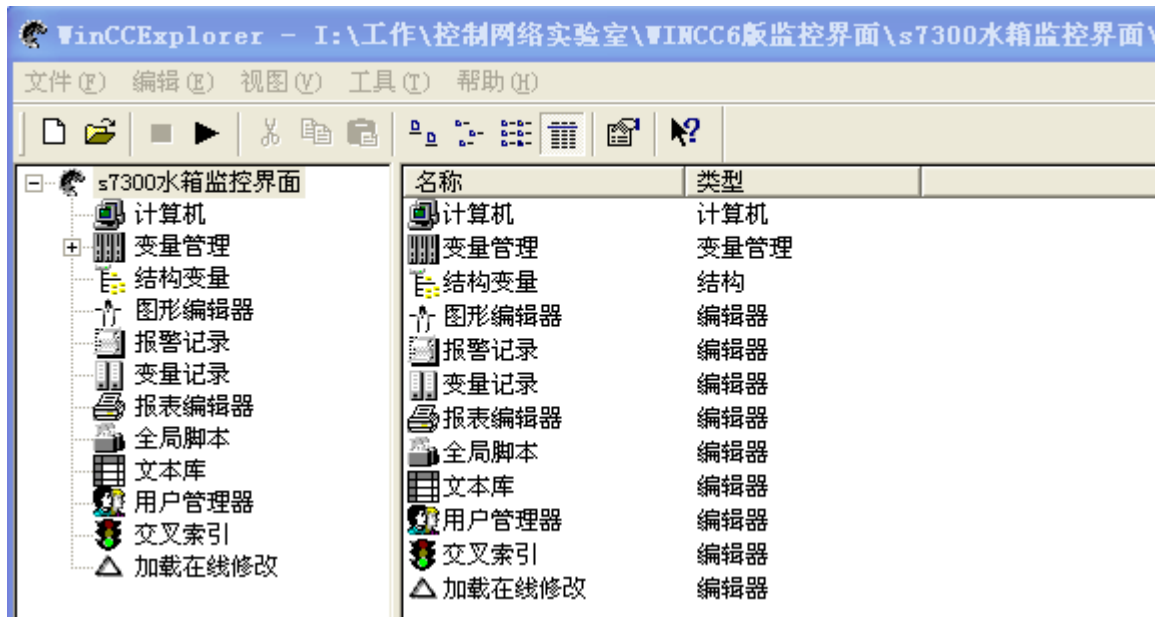 WinCCExplorer - I:\工作\控制网络实验室\WINCC6版监控界面\s7300水箱监控界面\
文件(F) 编辑(E) 视图(V) 工具(T) 帮助(H)
s7300水箱监控界面
计算机
变量管理
结构变量
图形编辑器
报警记录
变量记录
报表编辑器
全局脚本
文本库
用户管理器
交叉索引
加载在线修改
名称 类型
计算机 计算机
变量管理 变量管理
结构变量 结构
图形编辑器 编辑器
报警记录 编辑器
变量记录 编辑器
报表编辑器 编辑器
全局脚本 编辑器
文本库 编辑器
用户管理器 编辑器
交叉索引 编辑器
加载在线修改 编辑器